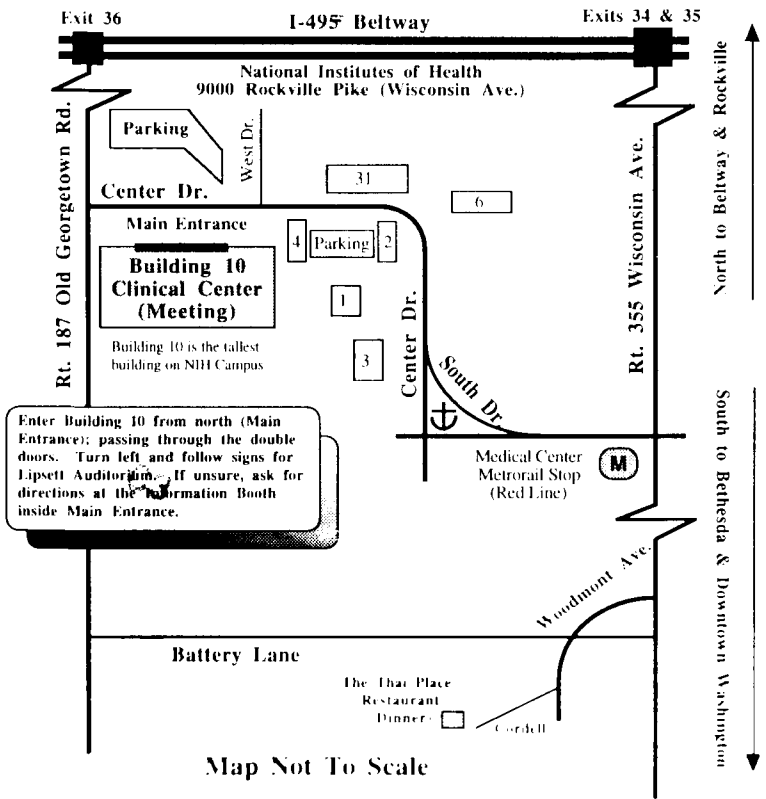 Exit 36
I-495 Beltway
Exits 34 & 35
National Institutes of Health
9000 Rockville Pike (Wisconsin Ave.)
North to Beltway & Rockville
Parking
West Dr.
Center Dr.
31
6
Main Entrance
4
Parking
2
Building 10
Clinical Center
(Meeting)
1
3
Building 10 is the tallest
building on NIH Campus
Rt. 187 Old Georgetown Rd.
Center Dr.
South Dr.
Rt. 355 Wisconsin Ave.
Enter Building 10 from north (Main
Entrance); passing through the double
doors. Turn left and follow signs for
Lipsett Auditorium. If unsure, ask for
directions at the Information Booth
inside Main Entrance.
Medical Center
Metrorail Stop
(Red Line)
M
South to Bethesda & Downtown Washington
Woodmont Ave.
Battery Lane
The Thai Place
Restaurant
Dinner
Cordell
Map Not To Scale